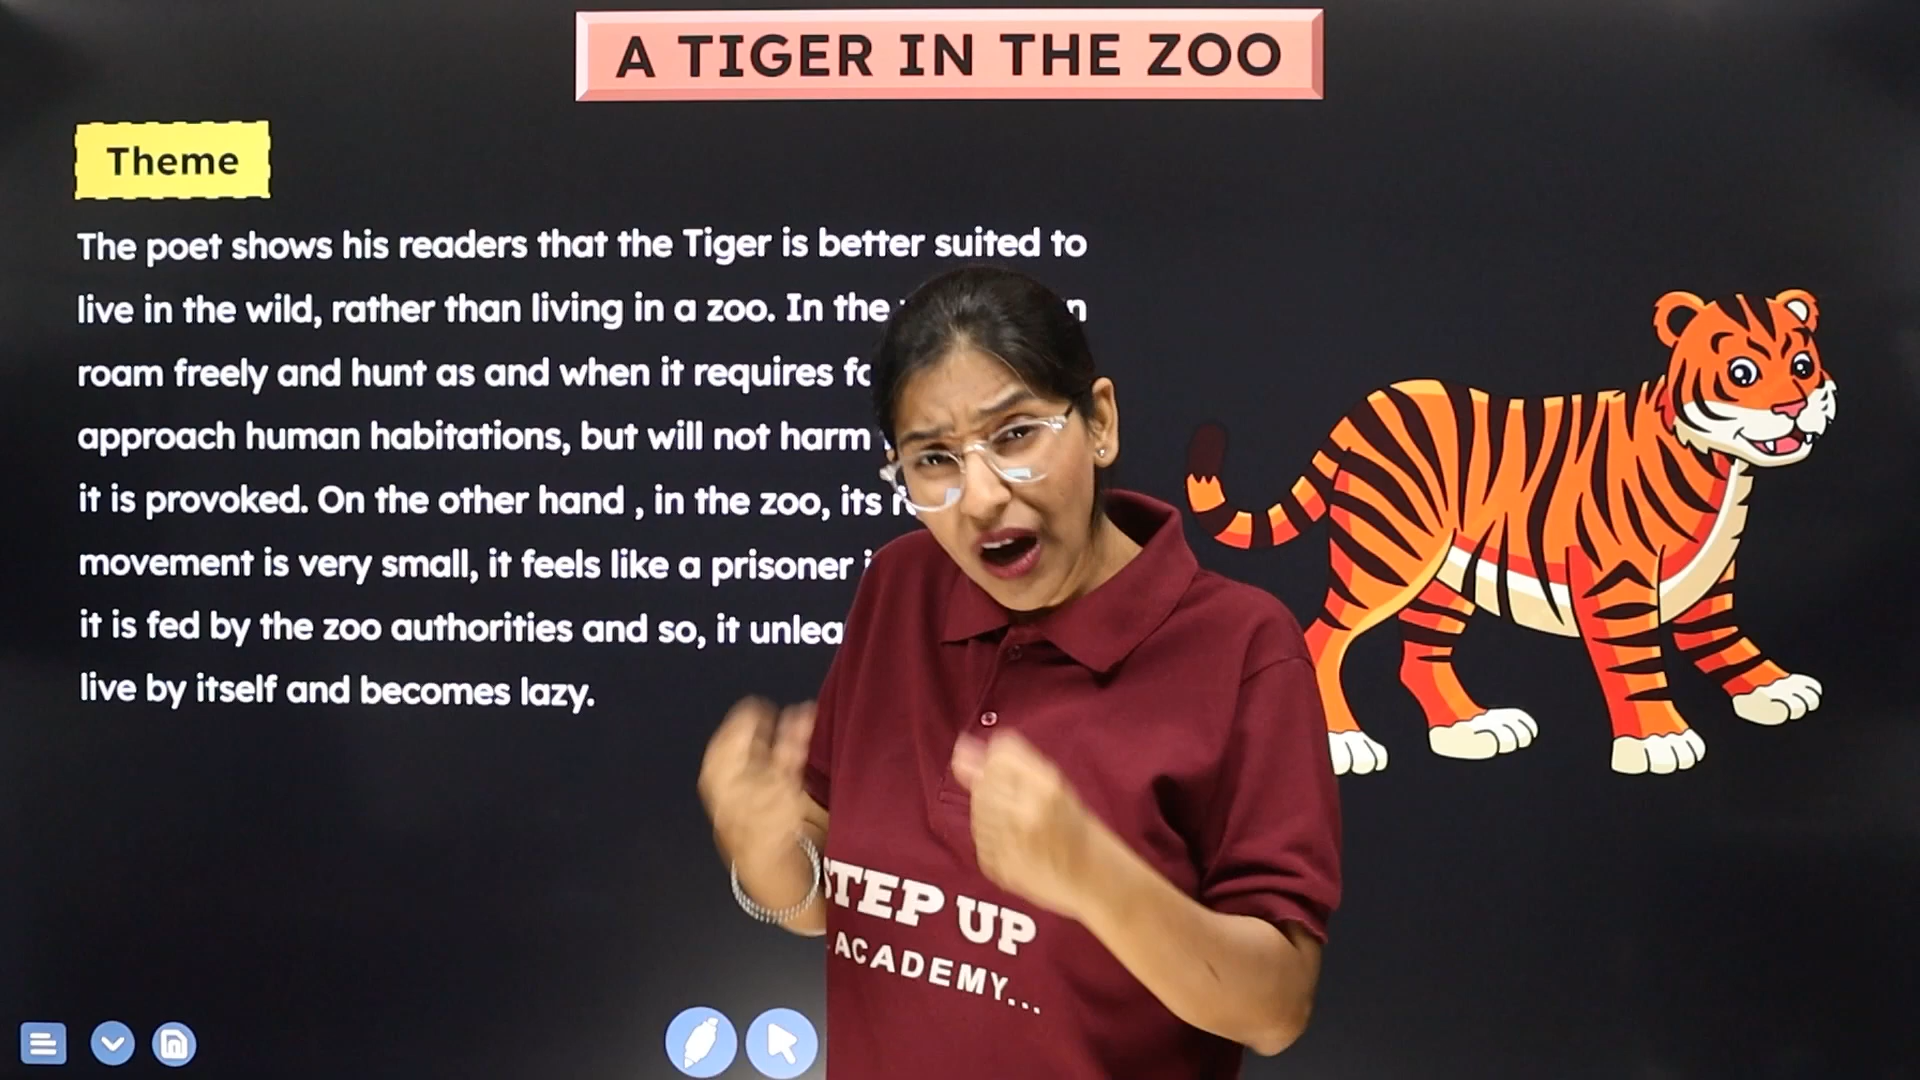 A TIGER IN THE ZOO
Theme
The poet shows his readers that the Tiger is better suited to
live in the wild, rather than living in a zoo. In the
roam freely and hunt as and when it requires
approach human habitations, but will not harm
it is provoked. On the other hand , in the zoo, its
movement is very small, it feels like a prisoner
it is fed by the zoo authorities and so, it
live by itself and becomes lazy.
STEP UP
ACADEMY...